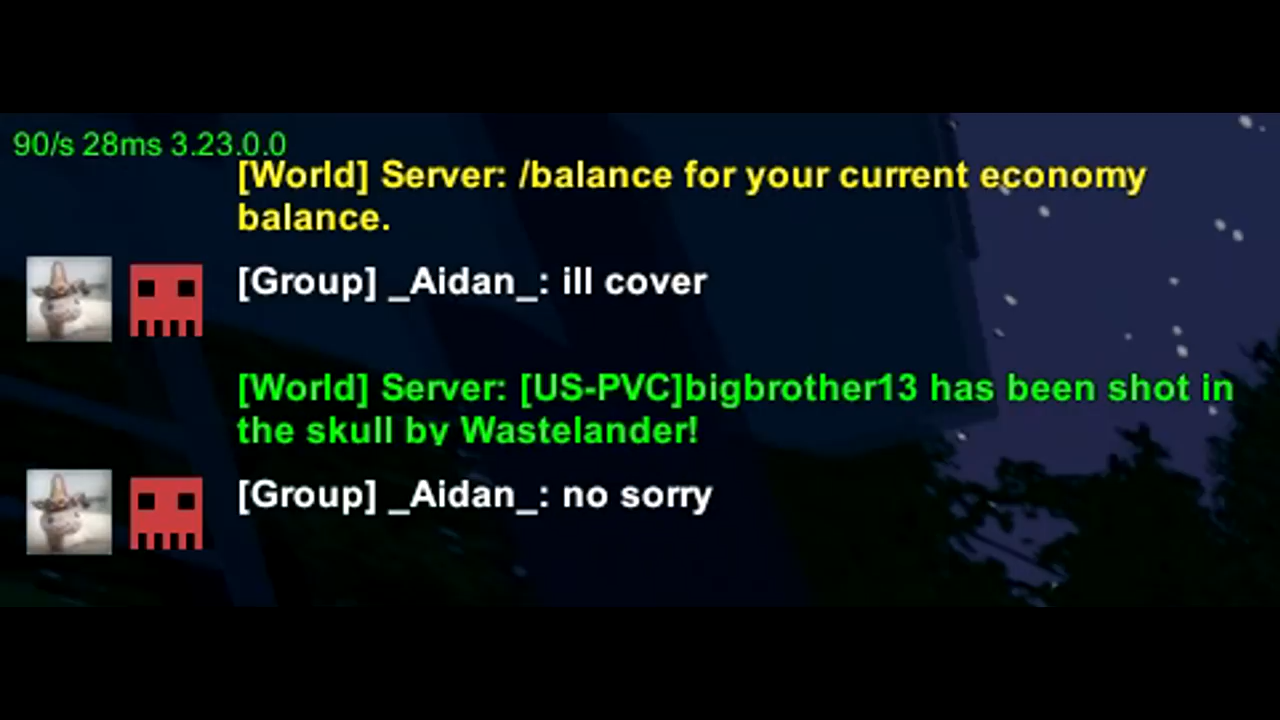 90/s 28ms 3.23.0.0
[World] Server: /balance for your current economy
balance.
[Group] _Aidan_: ill cover
[World] Server: [US-PVC]bigbrother13 has been shot in
the skull by Wastelander!
[Group] _Aidan_: no sorry